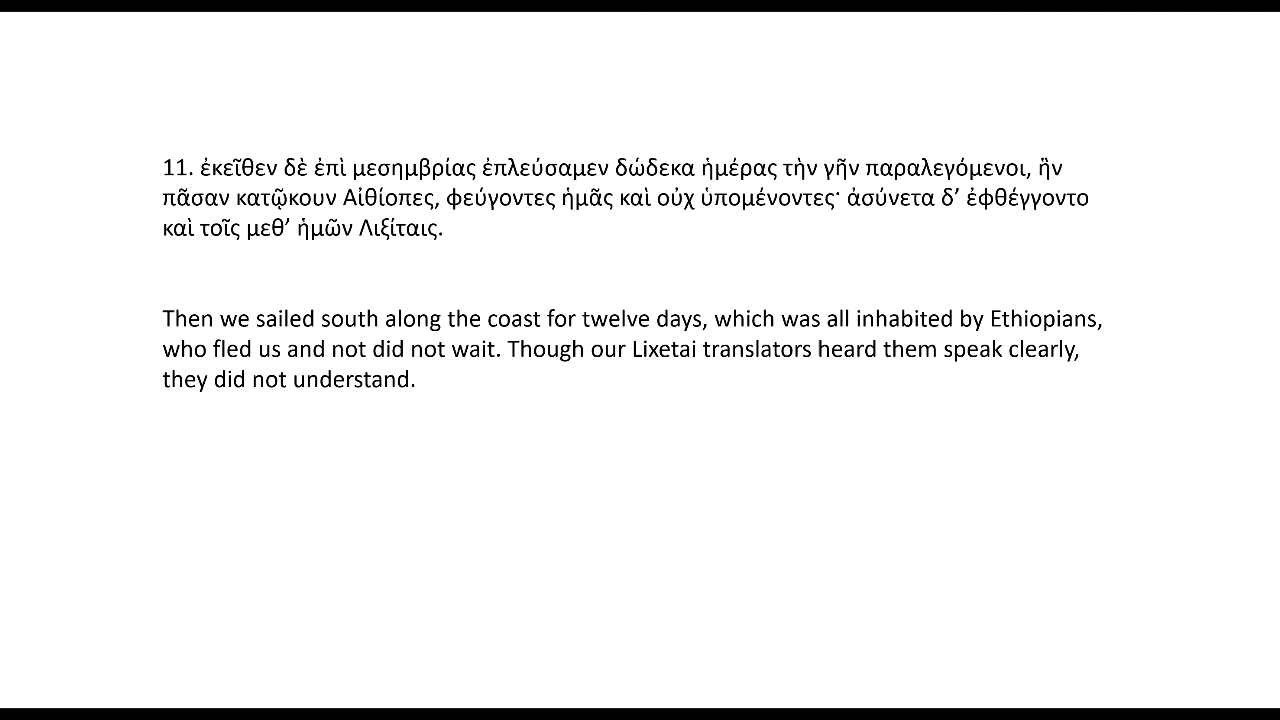 11. ἐκεῖθεν δὲ ἐπὶ μεσημβρίας ἐπλεύσαμεν δώδεκα ἡμέρας τὴν γῆν παραλεγόμενοι, ἣν
πᾶσαν κατῴκουν Αἰθίοπες, φεύγοντες ἡμᾶς καὶ οὐχ ὑπομένοντες· ἀσύνετα δ’ ἐφθέγγοντο
καὶ τοῖς μεθ’ ἡμῶν Λιξίταις.
Then we sailed south along the coast for twelve days, which was all inhabited by Ethiopians,
who fled us and not did not wait. Though our Lixetai translators heard them speak clearly,
they did not understand.